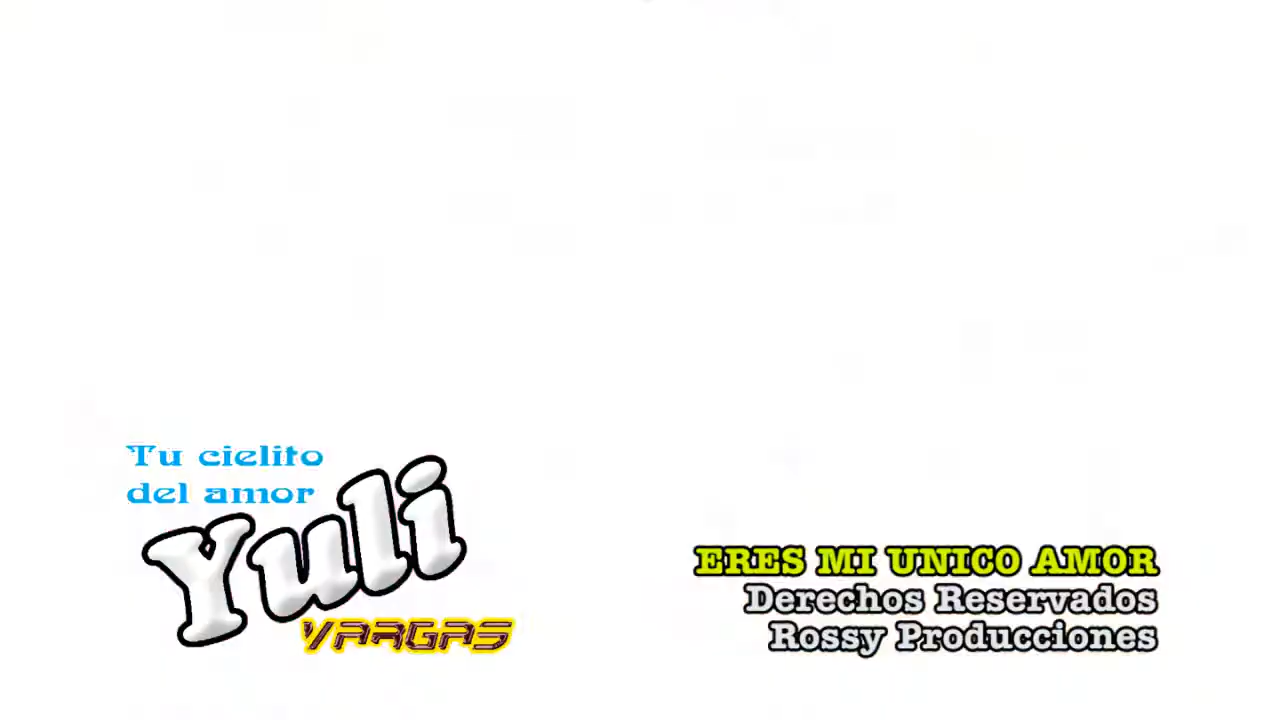 Tu cielito
del amor
Yuli
VARGAS
ERES MI UNICO AMOR
Derechos Reservados
Rossy Producciones